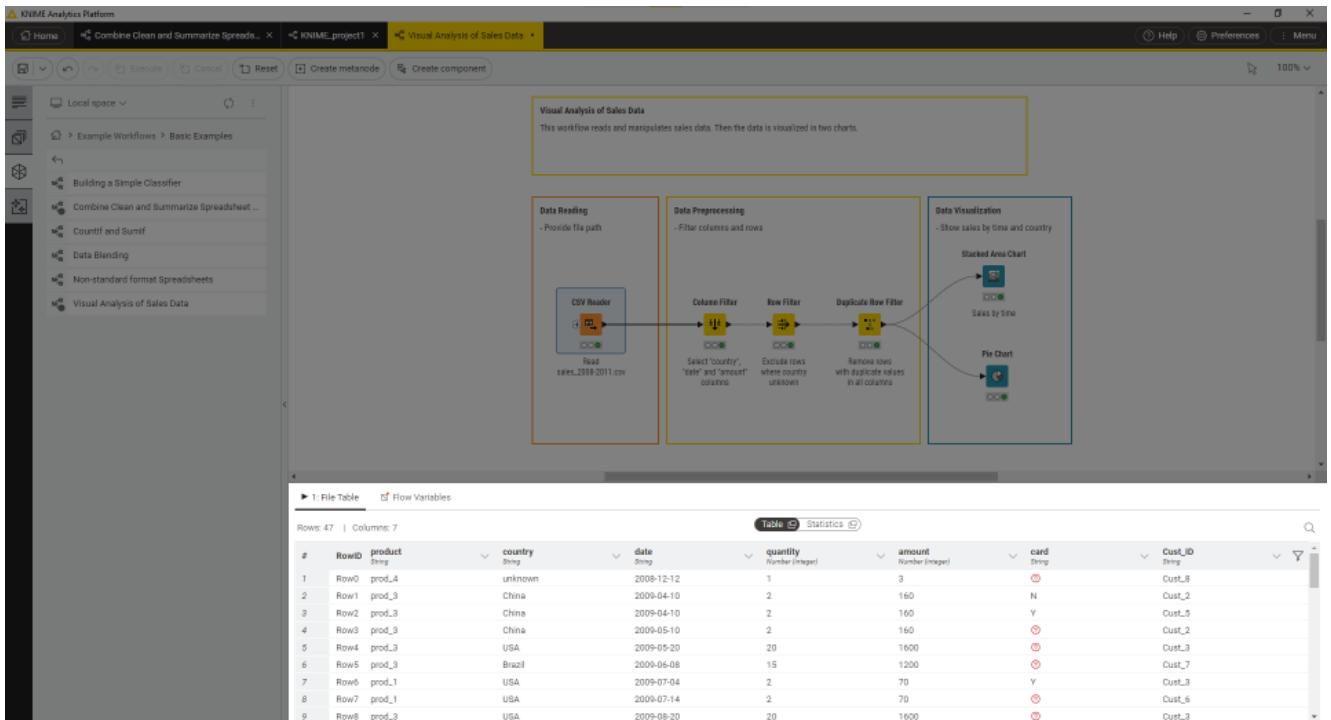 KNIME Analytics Platform
Home
Combine Clean and Summarize Spreads...
KNIME_project1
Visual Analysis of Sales Data
Help
Preferences
Menu
Execute
Cancel
Reset
Create metanode
Create component
100%
Local space
Example Workflows > Basic Examples
Building a Simple Classifier
Combine Clean and Summarize Spreadsheet ...
Countif and Sumif
Data Blending
Non-standard format Spreadsheets
Visual Analysis of Sales Data
Visual Analysis of Sales Data
This workflow reads and manipulates sales data. Then the data is visualized in two charts.
Data Reading
- Provide file path
CSV Reader
Read
sales_2008-2011.csv
Data Preprocessing
- Filter columns and rows
Column Filter
Select "country",
"date" and "amount"
columns
Row Filter
Exclude rows
where country
unknown
Duplicate Row Filter
Remove rows
with duplicate values
in all columns
Data Visualization
- Show sales by time and country
Stacked Area Chart
Sales by time
Pie Chart
1: File Table
Flow Variables
Rows: 47 | Columns: 7
Table
Statistics
# RowID product country date quantity amount card Cust_ID
String String String Number (integer) Number (integer) String String
1 Row0 prod_4 unknown 2008-12-12 1 3 ? Cust_8
2 Row1 prod_3 China 2009-04-10 2 160 N Cust_2
3 Row2 prod_3 China 2009-04-10 2 160 Y Cust_5
4 Row3 prod_3 China 2009-05-10 2 160 ? Cust_2
5 Row4 prod_3 USA 2009-05-20 20 1600 ? Cust_3
6 Row5 prod_3 Brazil 2009-06-08 15 1200 ? Cust_7
7 Row6 prod_1 USA 2009-07-04 2 70 Y Cust_3
8 Row7 prod_1 USA 2009-07-14 2 70 ? Cust_6
9 Row8 prod_3 USA 2009-08-20 20 1600 ? Cust_3